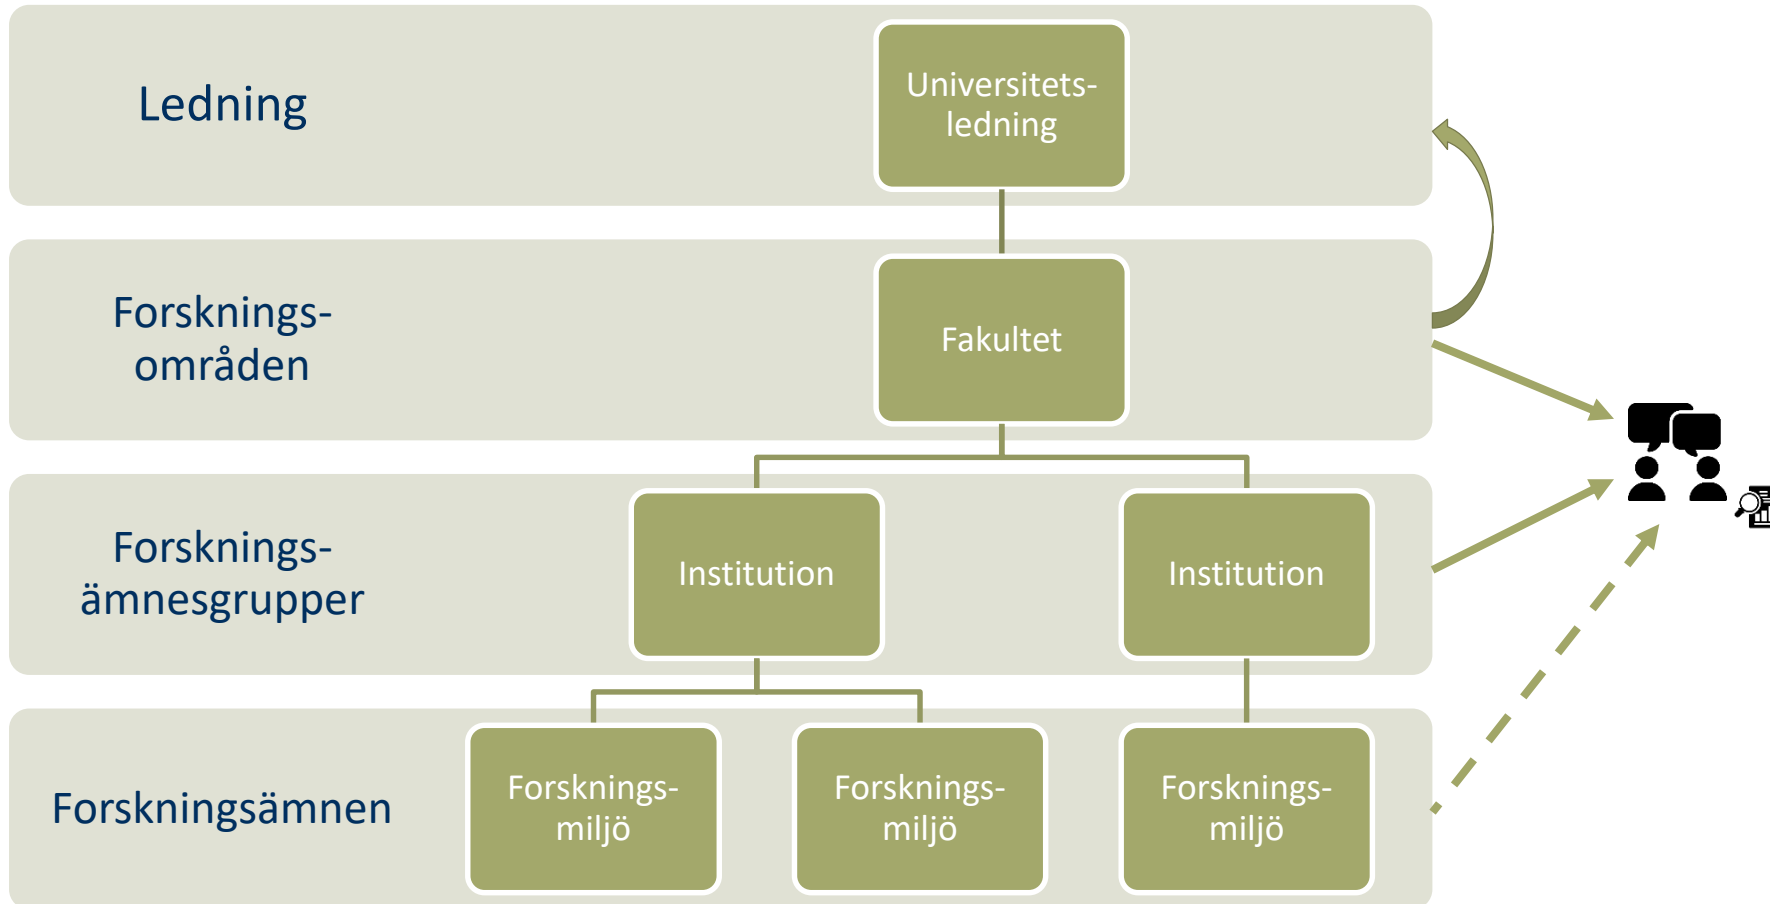 Ledning
Universitets-
ledning
Forsknings-
områden
Fakultet
Forsknings-
ämnesgrupper
Institution
Institution
Forskningsämnen
Forsknings-
miljö
Forsknings-
miljö
Forsknings-
miljö